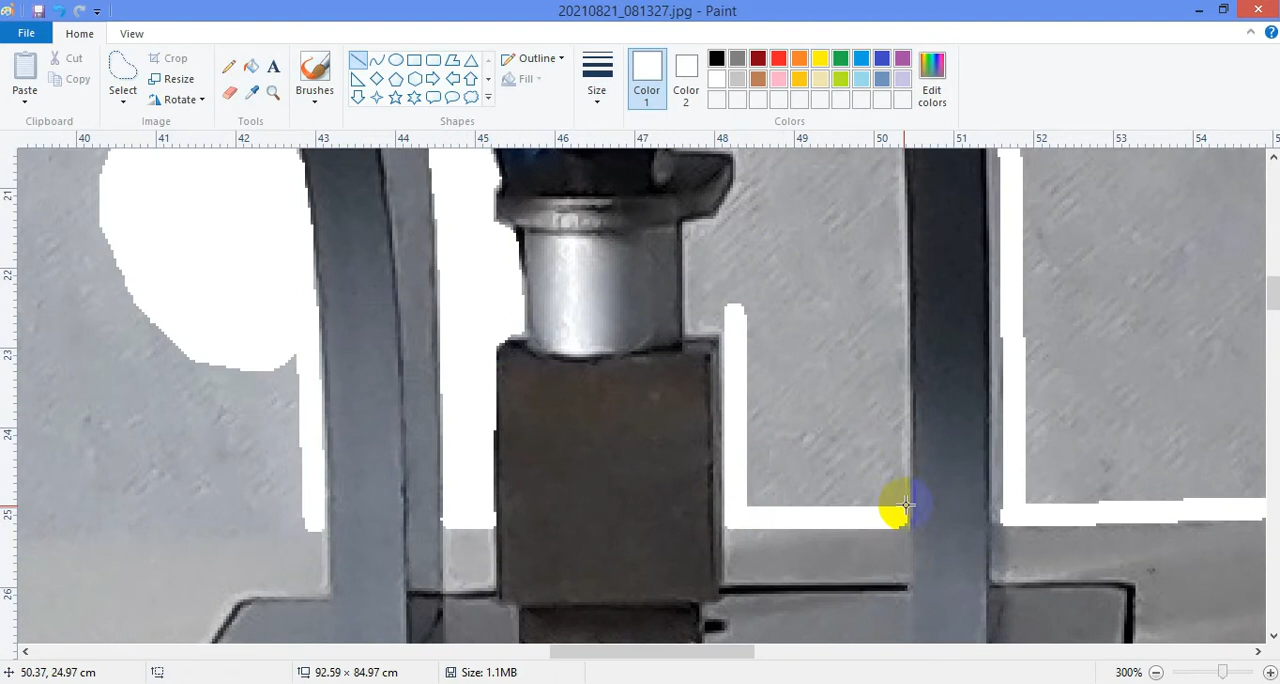 20210821_081327.jpg - Paint
File
Home
View
Paste
Cut
Copy
Clipboard
Select
Crop
Resize
Rotate
Image
A
Tools
Brushes
Shapes
Outline
Fill
Size
Color 1
Color 2
Edit colors
Colors
40 41 42 43 44 45 46 47 48 49 50 51 52 53 54 5
21
22
23
24
25
26
50.37, 24.97 cm
92.59 × 84.97 cm
Size: 1.1MB
300%